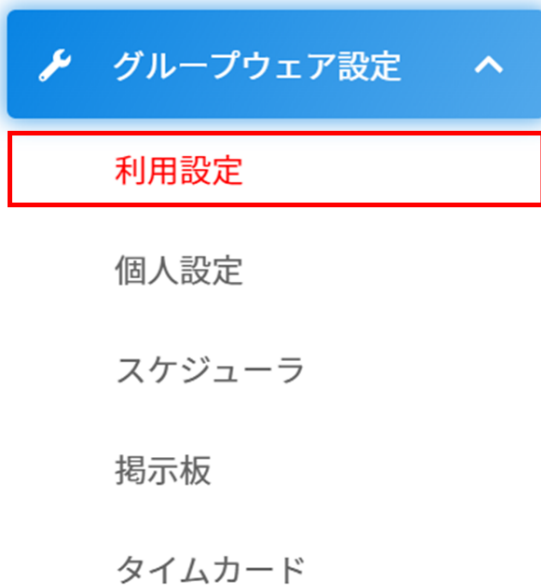 グループウェア設定
利用設定
個人設定
スケジューラ
掲示板
タイムカード